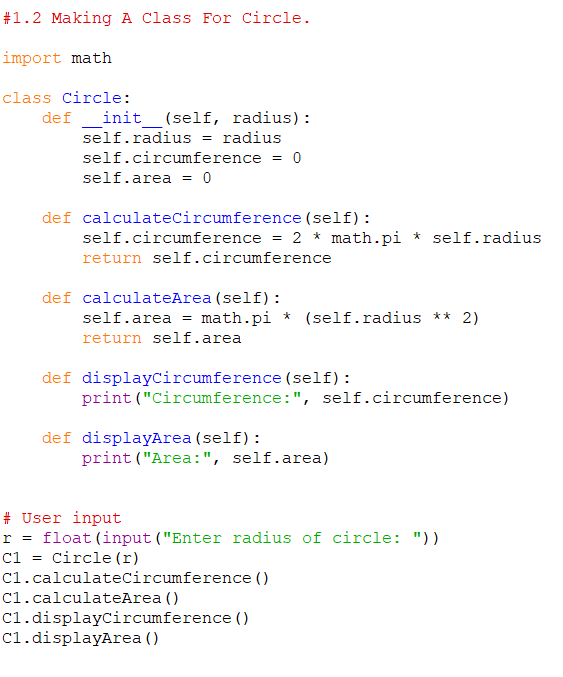 #1.2 Making A Class For Circle.
import math
class Circle:
    def __init__(self, radius):
        self.radius = radius
        self.circumference = 0
        self.area = 0
    def calculateCircumference(self):
        self.circumference = 2 * math.pi * self.radius
        return self.circumference
    def calculateArea(self):
        self.area = math.pi * (self.radius ** 2)
        return self.area
    def displayCircumference(self):
        print("Circumference:", self.circumference)
    def displayArea(self):
        print("Area:", self.area)
# User input
r = float(input("Enter radius of circle: "))
C1 = Circle(r)
C1.calculateCircumference()
C1.calculateArea()
C1.displayCircumference()
C1.displayArea()